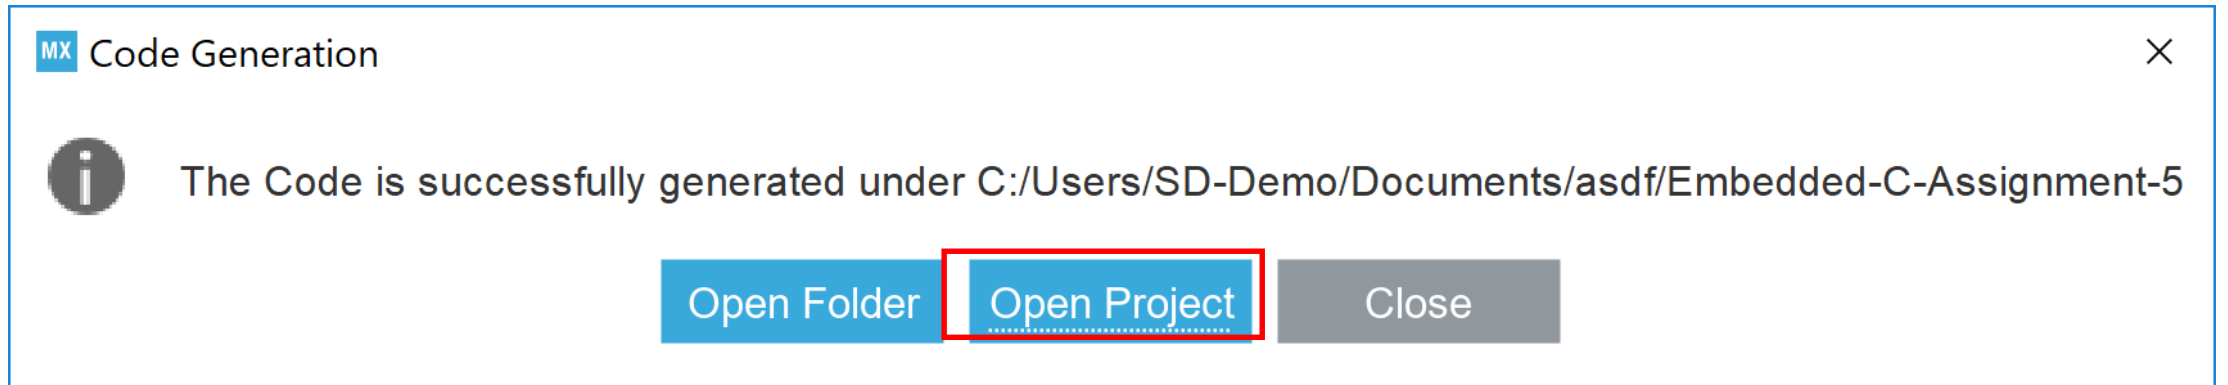 MX Code Generation
The Code is successfully generated under C:/Users/SD-Demo/Documents/asdf/Embedded-C-Assignment-5
Open Folder Open Project Close